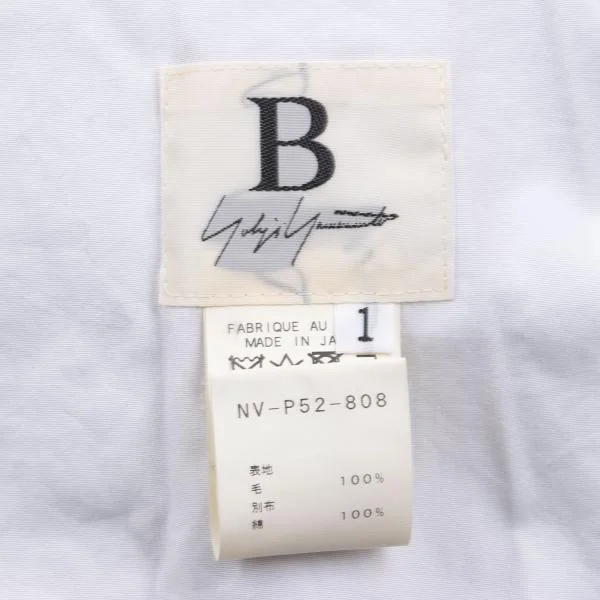 B
Yohji Yamamoto
FABRIQUE AU
MADE IN JA
1
NV-P52-808
表地
毛 100%
別布
綿 100%